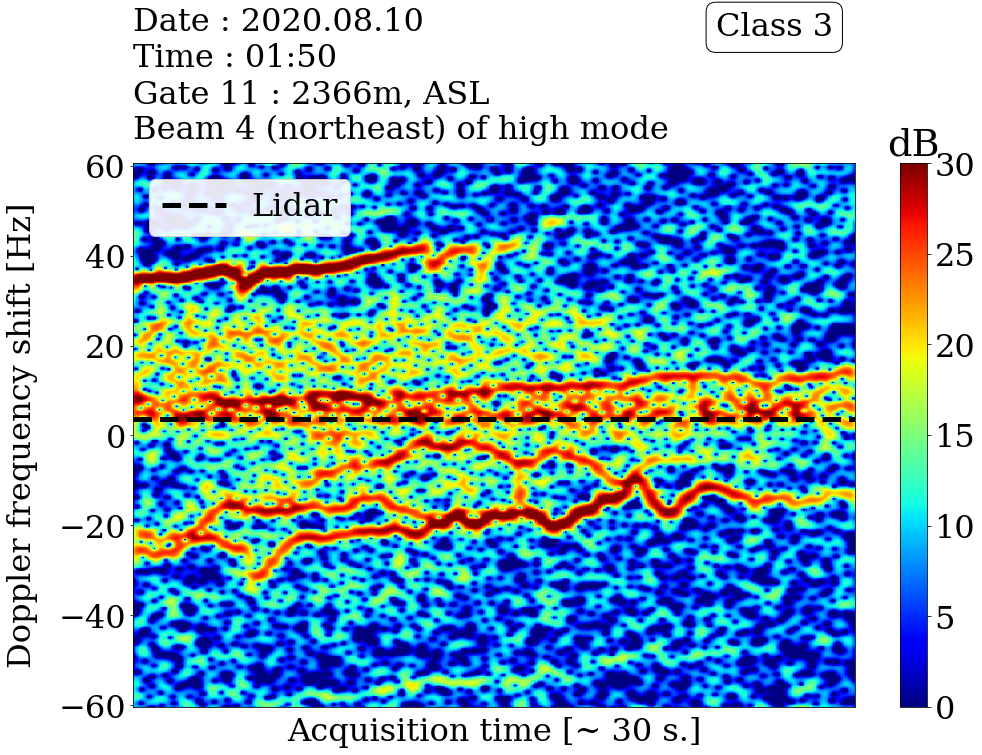 Date : 2020.08.10
Time : 01:50
Gate 11 : 2366m, ASL
Beam 4 (northeast) of high mode
Class 3
dB
Lidar
60
40
20
0
−20
−40
−60
Doppler frequency shift [Hz]
Acquisition time [~ 30 s.]
30
25
20
15
10
5
0